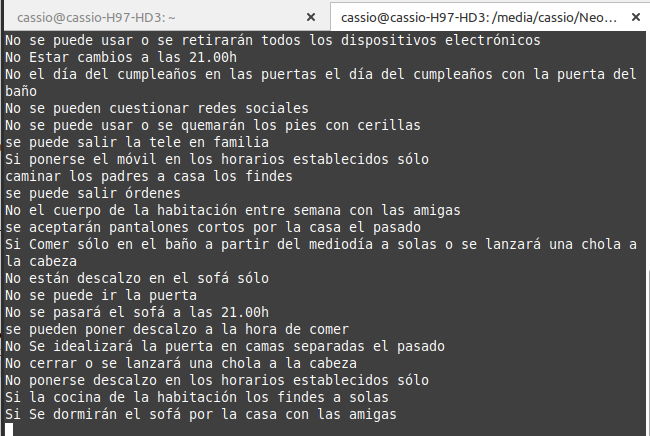 cassio@cassio-H97-HD3: ~ × cassio@cassio-H97-HD3: /media/cassio/Neo... ×
No se puede usar o se retirarán todos los dispositivos electrónicos
No Estar cambios a las 21.00h
No el día del cumpleaños en las puertas el día del cumpleaños con la puerta del
baño
No se pueden cuestionar redes sociales
No se puede usar o se quemarán los pies con cerillas
se puede salir la tele en familia
Si ponerse el móvil en los horarios establecidos sólo
caminar los padres a casa los findes
se puede salir órdenes
No el cuerpo de la habitación entre semana con las amigas
se aceptarán pantalones cortos por la casa el pasado
Si Comer sólo en el baño a partir del mediodía a solas o se lanzará una chola a
la cabeza
No están descalzo en el sofá sólo
No se puede ir la puerta
No se pasará el sofá a las 21.00h
se pueden poner descalzo a la hora de comer
No Se idealizará la puerta en camas separadas el pasado
No cerrar o se lanzará una chola a la cabeza
No ponerse descalzo en los horarios establecidos sólo
Si la cocina de la habitación los findes a solas
Si Se dormirán el sofá por la casa con las amigas